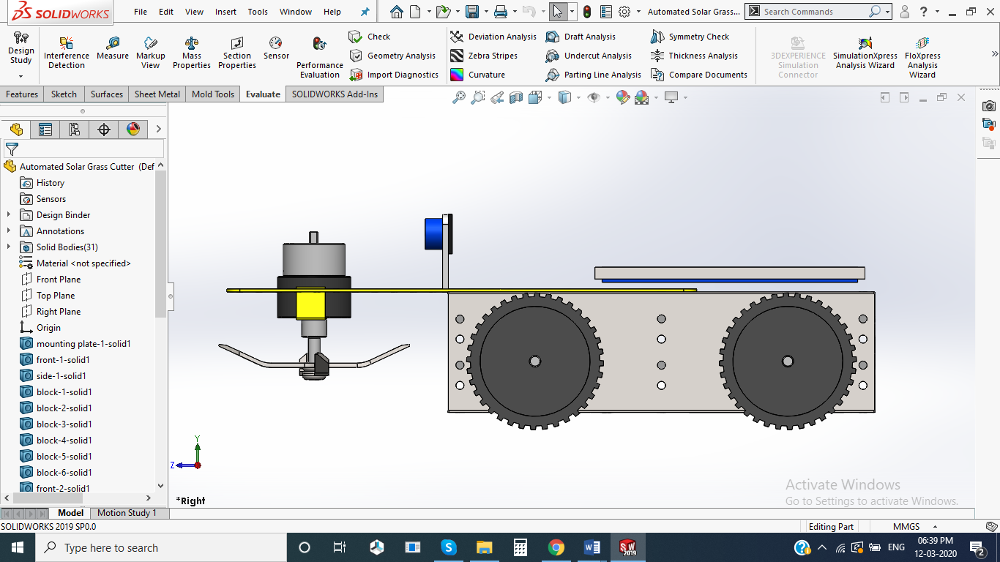 SOLIDWORKS File Edit View Insert Tools Window Help Automated Solar Grass... Search Commands ?
Design Study
Interference Detection
Measure
Markup View
Mass Properties
Section Properties
Sensor
Performance Evaluation
Check
Geometry Analysis
Import Diagnostics
Deviation Analysis
Zebra Stripes
Curvature
Draft Analysis
Undercut Analysis
Parting Line Analysis
Symmetry Check
Thickness Analysis
Compare Documents
3DEXPERIENCE Simulation Connector
SimulationXpress Analysis Wizard
FloXpress Analysis Wizard
Features Sketch Surfaces Sheet Metal Mold Tools Evaluate SOLIDWORKS Add-Ins
Automated Solar Grass Cutter (Def
History
Sensors
Design Binder
Annotations
Solid Bodies(31)
Material <not specified>
Front Plane
Top Plane
Right Plane
Origin
mounting plate-1-solid1
front-1-solid1
side-1-solid1
block-1-solid1
block-2-solid1
block-3-solid1
block-4-solid1
block-5-solid1
block-6-solid1
front-2-solid1
Y
Z
*Right
Activate Windows
Go to Settings to activate Windows.
Model Motion Study 1
SOLIDWORKS 2019 SP0.0 Editing Part MMGS
Type here to search
S
W
SW
2019
?
ENG
06:39 PM
12-03-2020
2